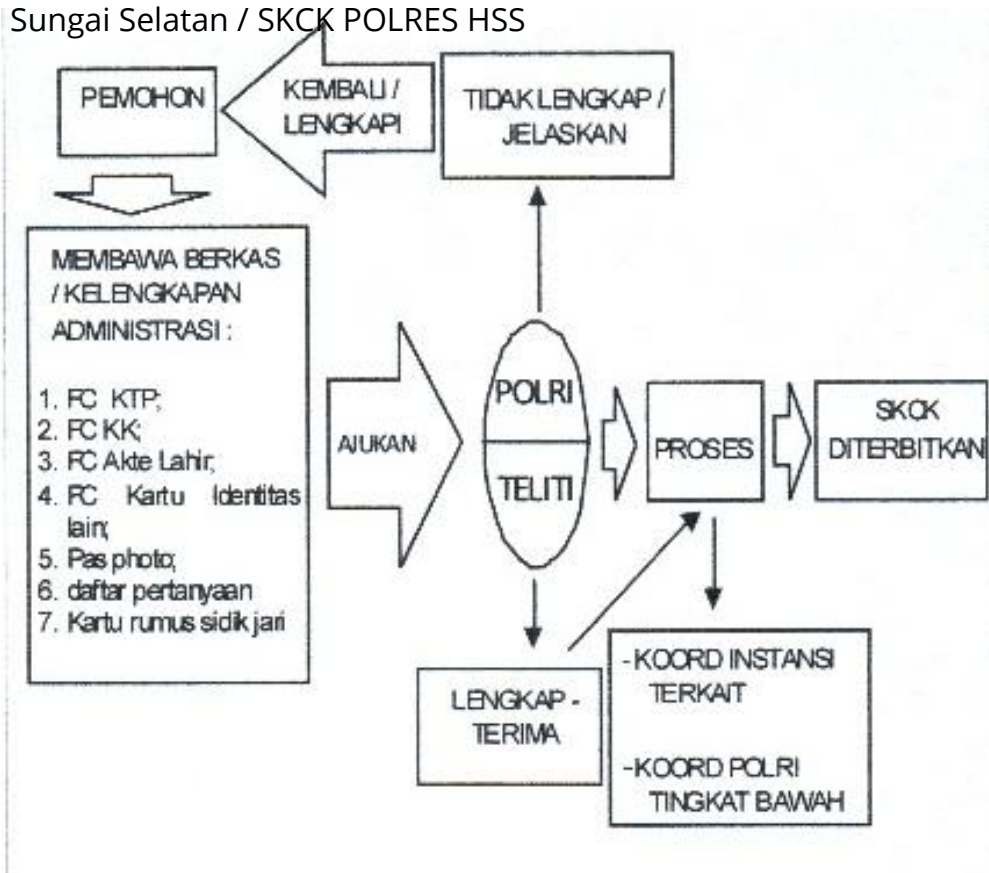 Sungai Selatan / SKCK POLRES HSS
PEMOHON
KEMBALI /
LENGKAPI
TIDAK LENGKAP /
JELASKAN
MEMBAWA BERKAS
/ KELENGKAPAN
ADMINISTRASI :
1. FC KTP;
2. FC KK;
3. FC Akte Lahir;
4. FC Kartu Identitas
lain;
5. Pas photo;
6. daftar pertanyaan
7. Kartu rumus sidik jari
AJUKAN
POLRI
TELITI
PROSES
SKCK
DITERBITKAN
LENGKAP -
TERIMA
- KOORD INSTANSI
TERKAIT
- KOORD POLRI
TINGKAT BAWAH